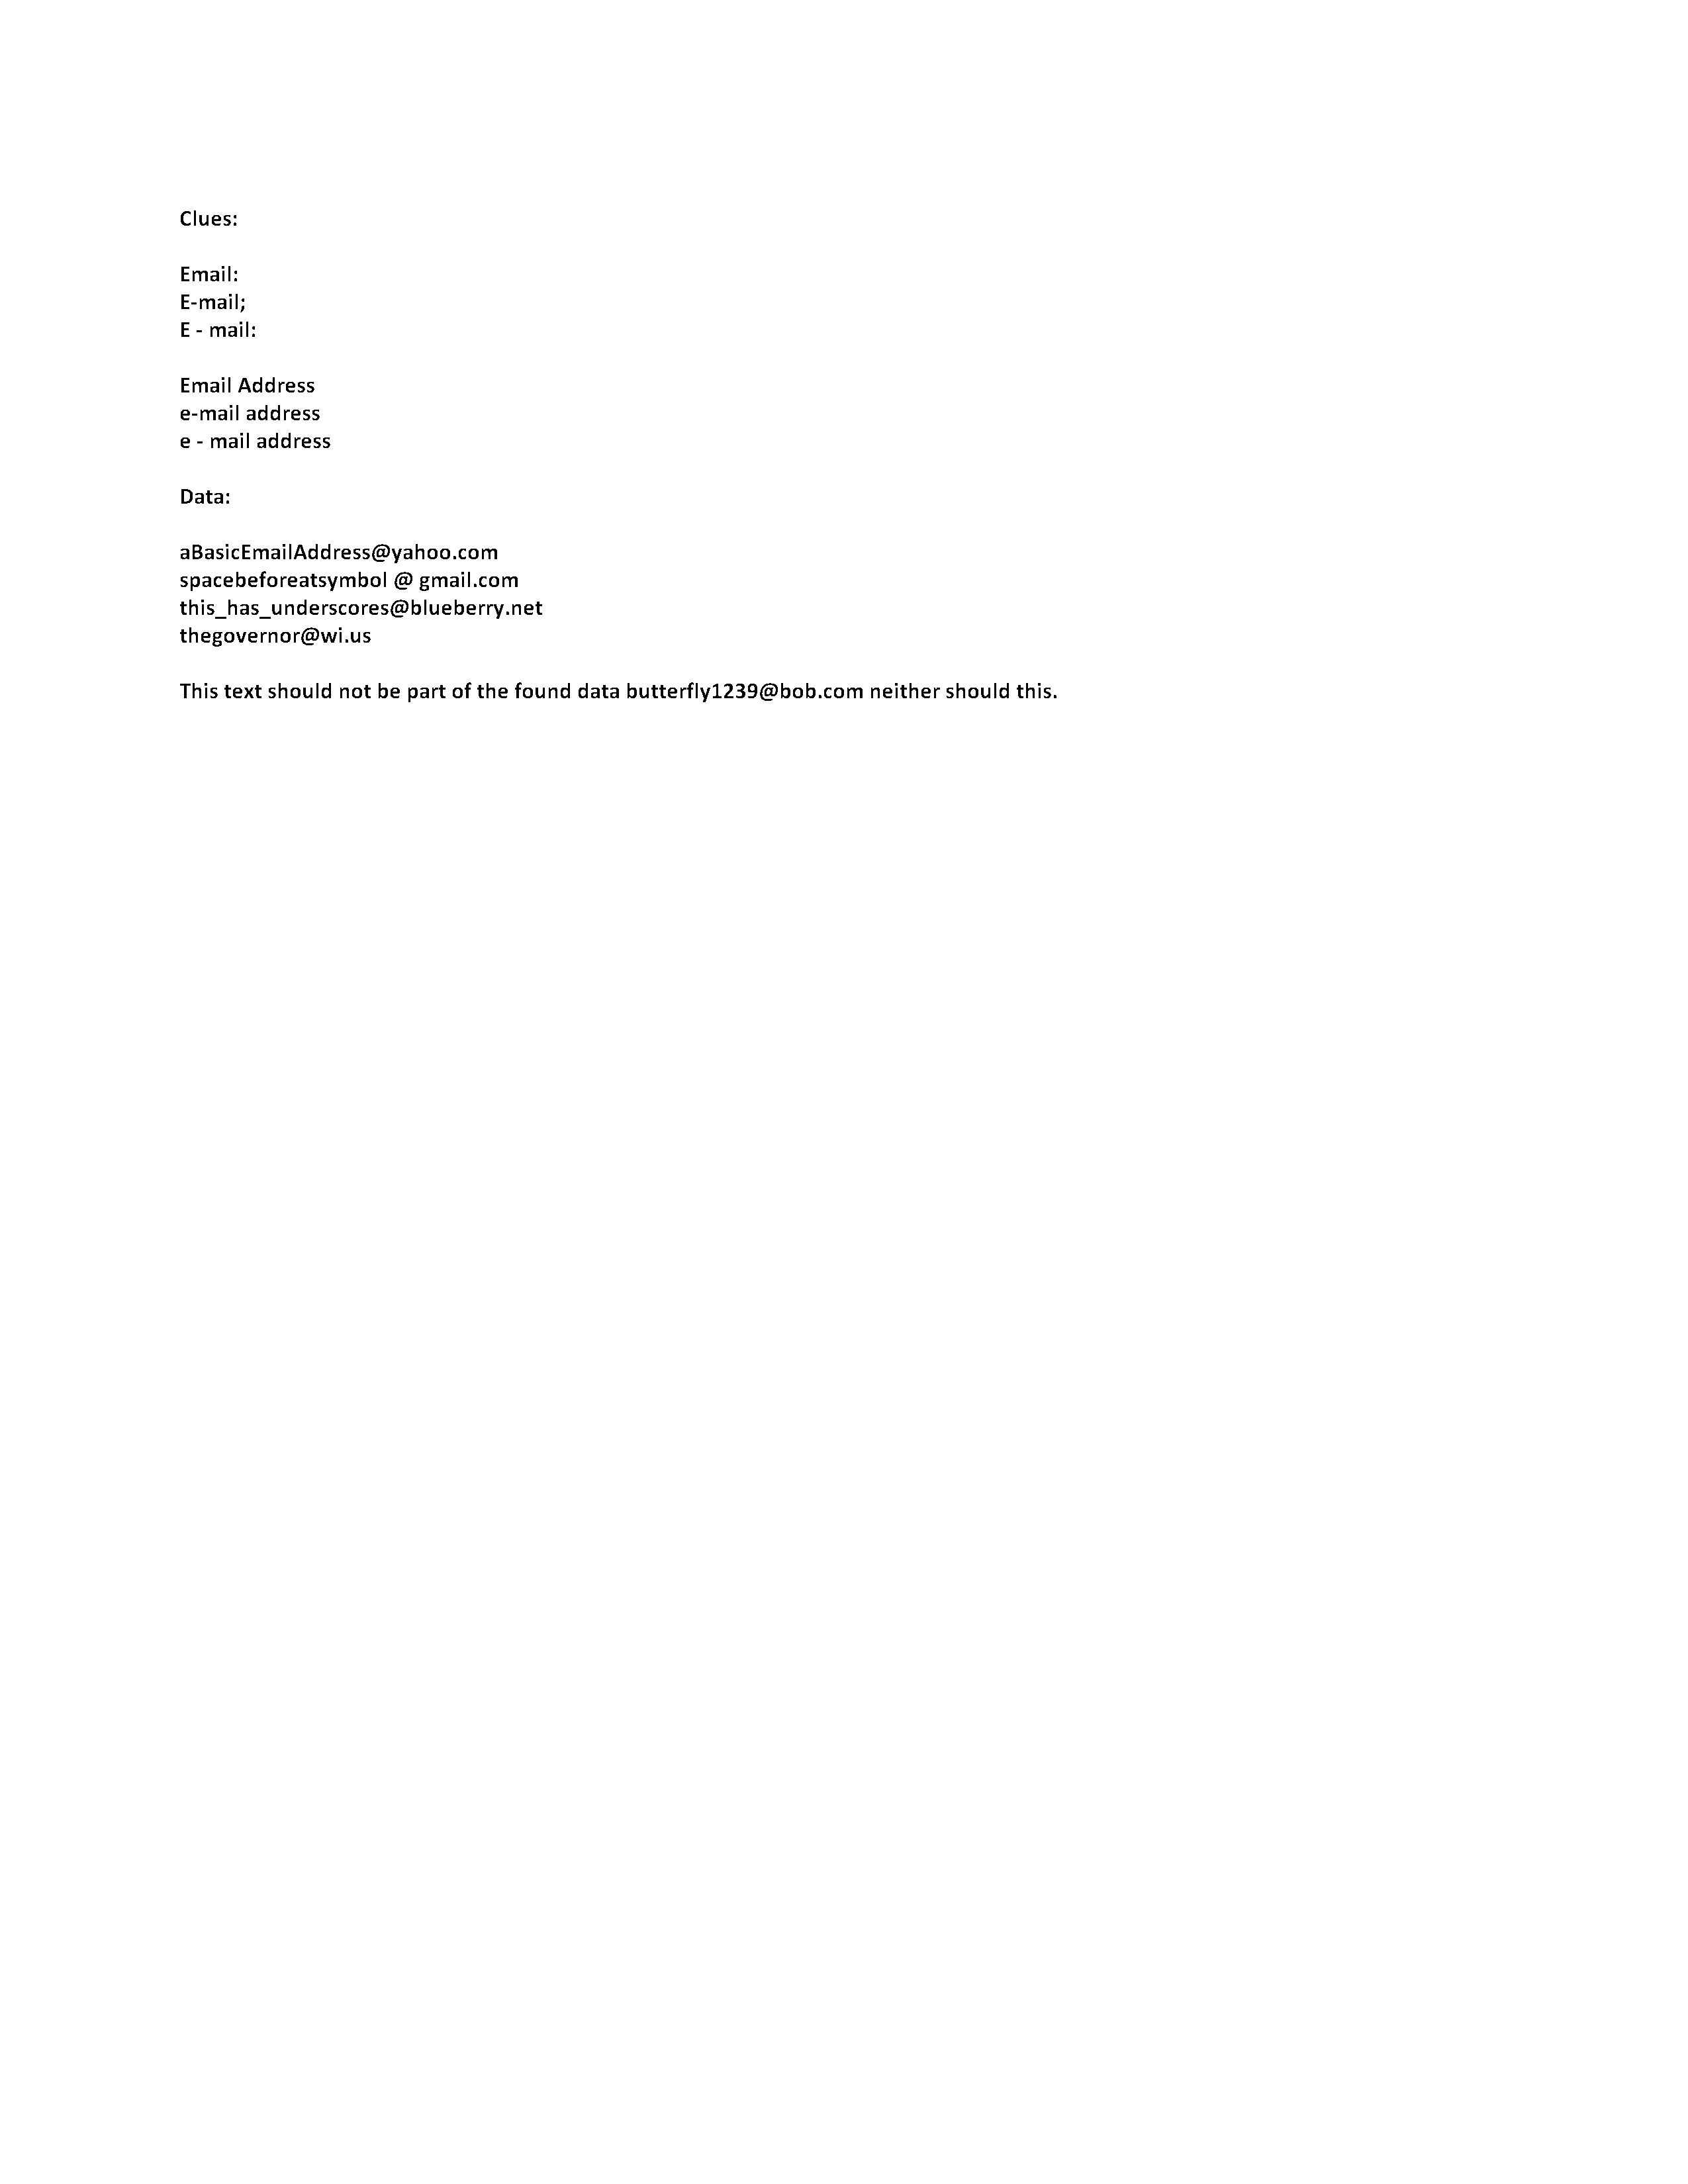 Clues:
Email:
E-mail;
E - mail:
Email Address
e-mail address
e - mail address
Data:
aBasicEmailAddress@yahoo.com
spacebeforeatsymbol @ gmail.com
this_has_underscores@blueberry.net
thegovernor@wi.us
This text should not be part of the found data butterfly1239@bob.com neither should this.